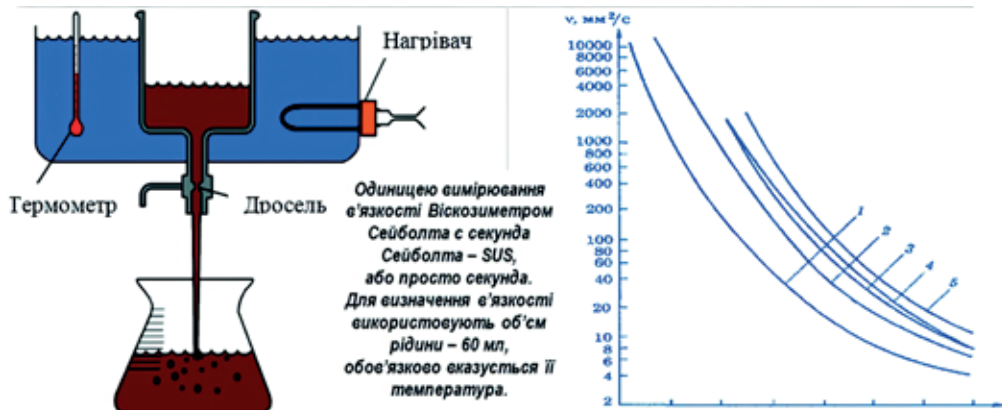 Нагрівач
Гермометр
Дросель
Одиницею вимірювання
в'язкості Віскозиметром
Сейболта є секунда
Сейболта – SUS,
або просто секунда.
Для визначення в'язкості
використовують об'єм
рідини – 60 мл,
обов'язково вказується її
температура.
ν, мм²/с
10000
8000
6000
4000
2000
1000
800
600
400
200
100
80
60
40
20
10
8
6
4
2
1
2
3
4
5